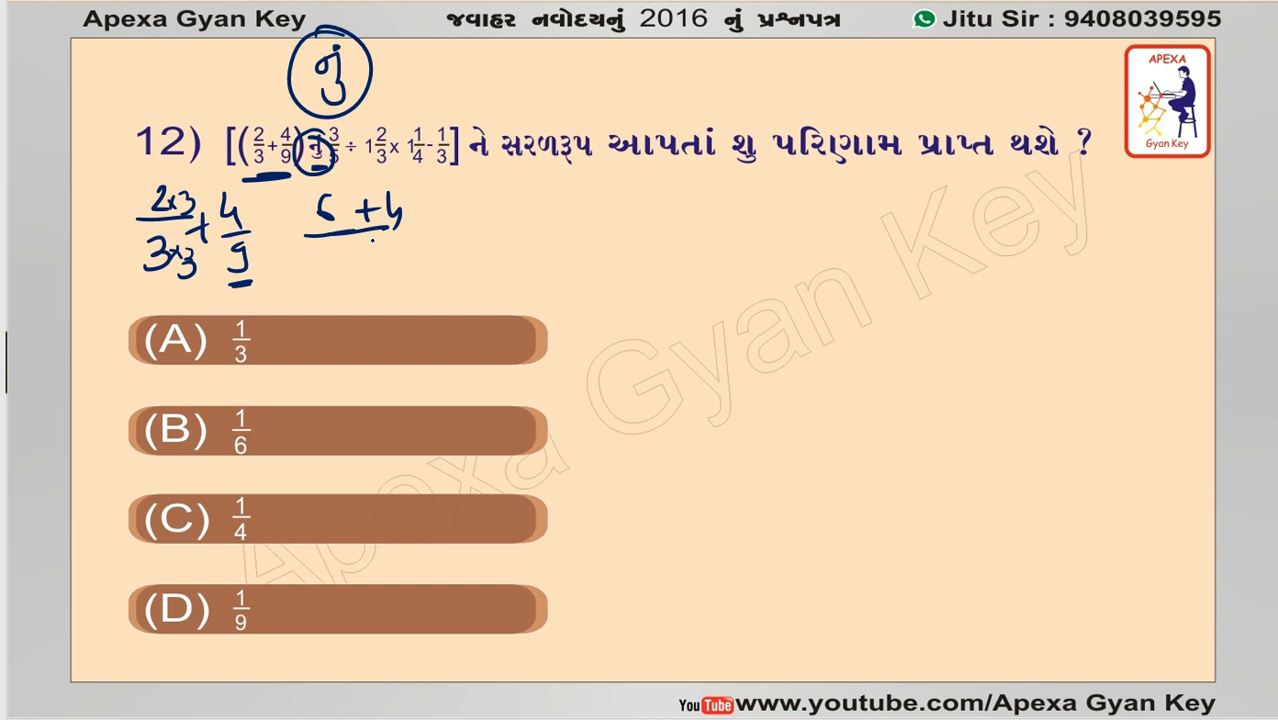 Apexa Gyan Key જવાહર નવોદયનું 2016 નું પ્રશ્નપત્ર Jitu Sir : 9408039595
નું
APEXA
Gyan Key
12) [(2/3+4/9) નું 3/5 ÷ 1 2/3 x 1 1/4 - 1/3] ને સરળરૂપ આપતાં શુ પરિણામ પ્રાપ્ત થશે ?
2×3/3×3 + 4/9 6 + 4
(A) 1/3
(B) 1/6
(C) 1/4
(D) 1/9
Apexa Gyan Key
YouTube www.youtube.com/Apexa Gyan Key